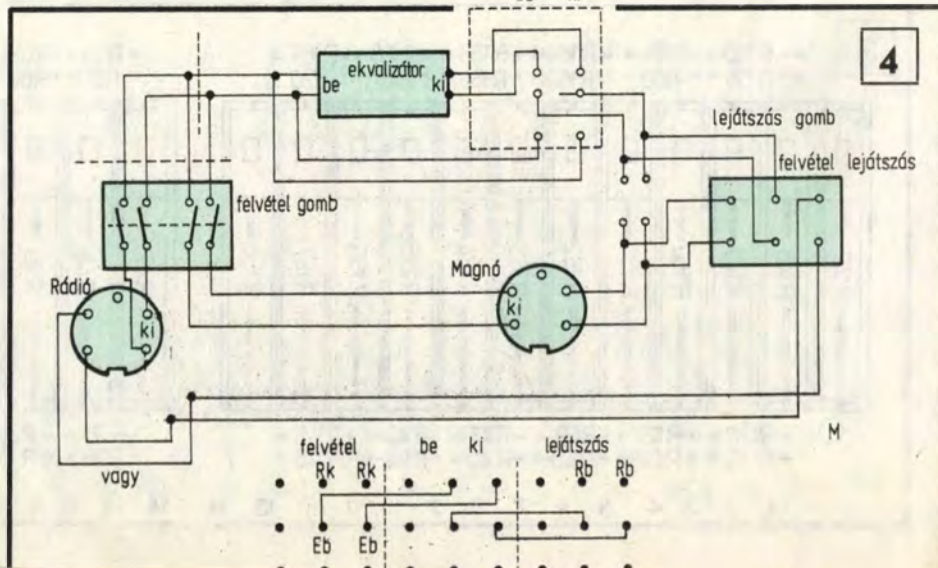 4
ekvalizátor
be
ki
lejátszás gomb
felvétel lejátszás
felvétel gomb
Magnó
ki
Rádió
ki
M
vagy
felvétel be ki lejátszás
Rk Rk Rb Rb
Eb Eb